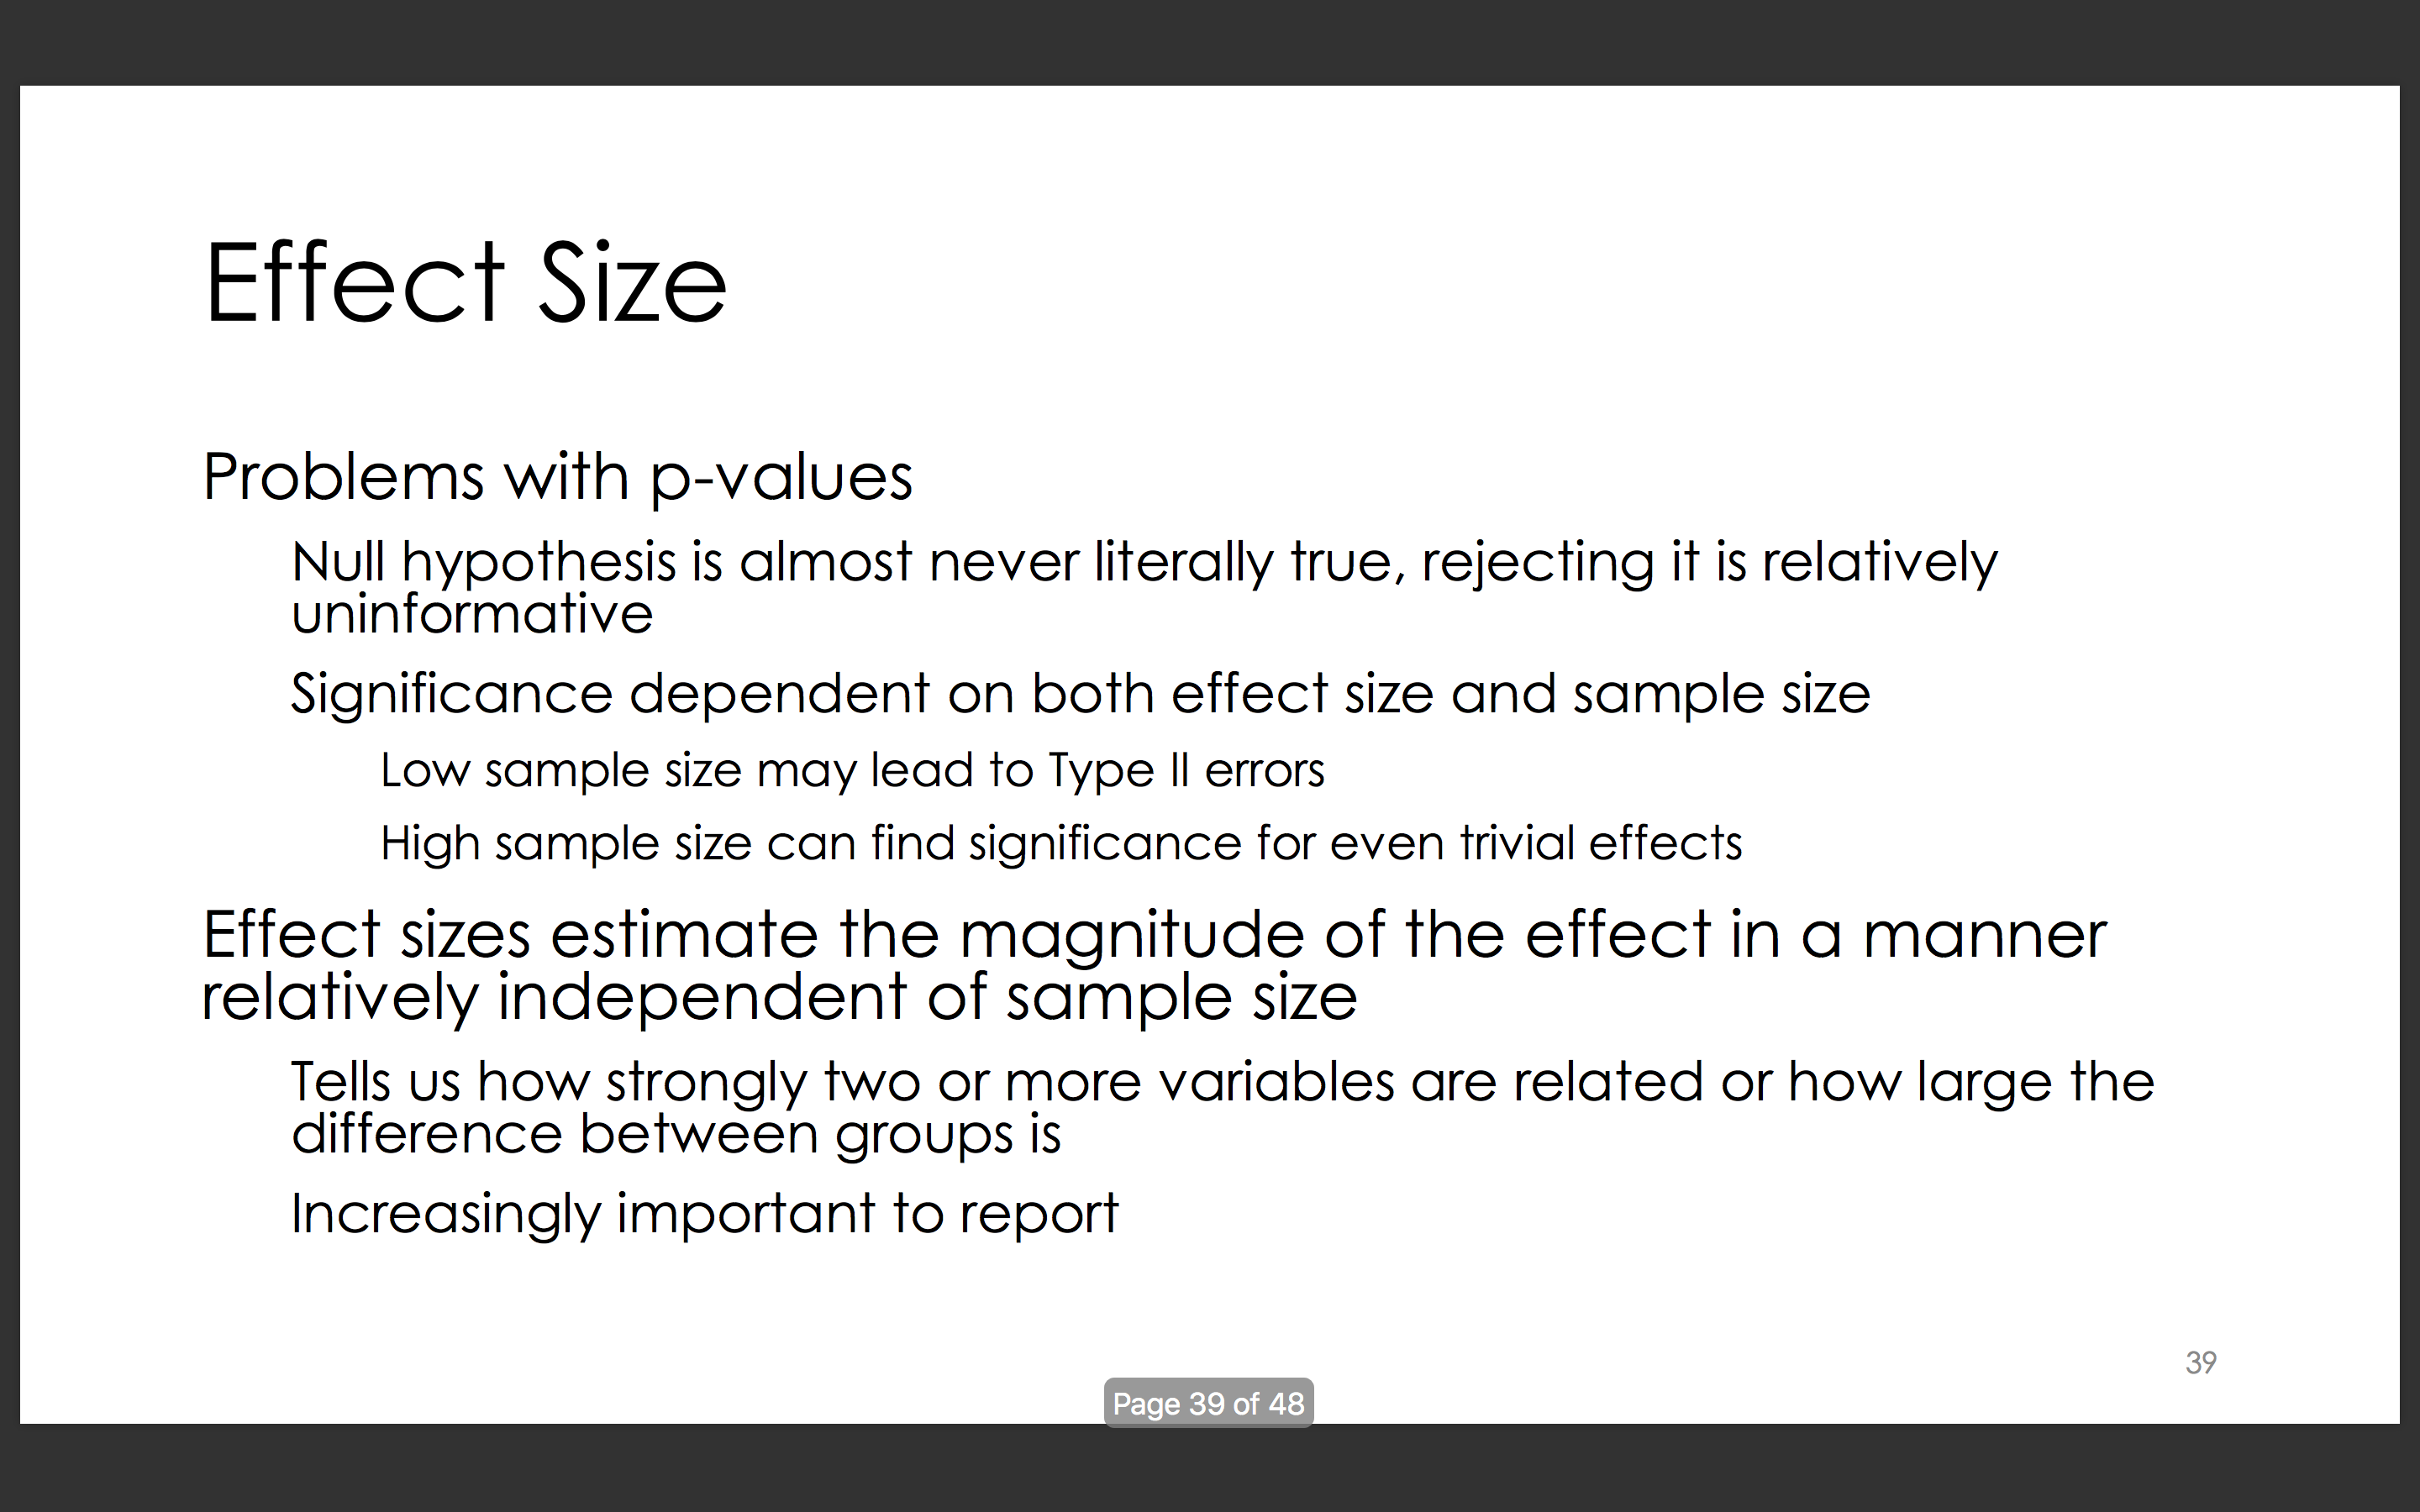 Effect Size
Problems with p-values
Null hypothesis is almost never literally true, rejecting it is relatively
uninformative
Significance dependent on both effect size and sample size
Low sample size may lead to Type II errors
High sample size can find significance for even trivial effects
Effect sizes estimate the magnitude of the effect in a manner
relatively independent of sample size
Tells us how strongly two or more variables are related or how large the
difference between groups is
Increasingly important to report
39
Page 39 of 48